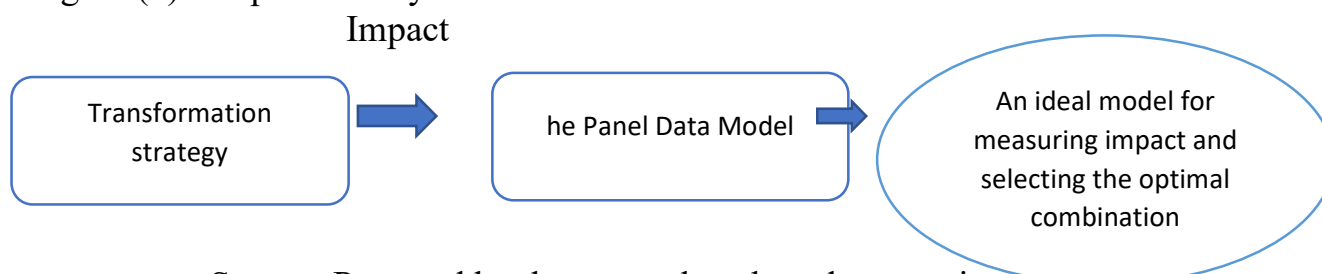 Impact
Transformation
strategy
he Panel Data Model
An ideal model for
measuring impact and
selecting the optimal
combination